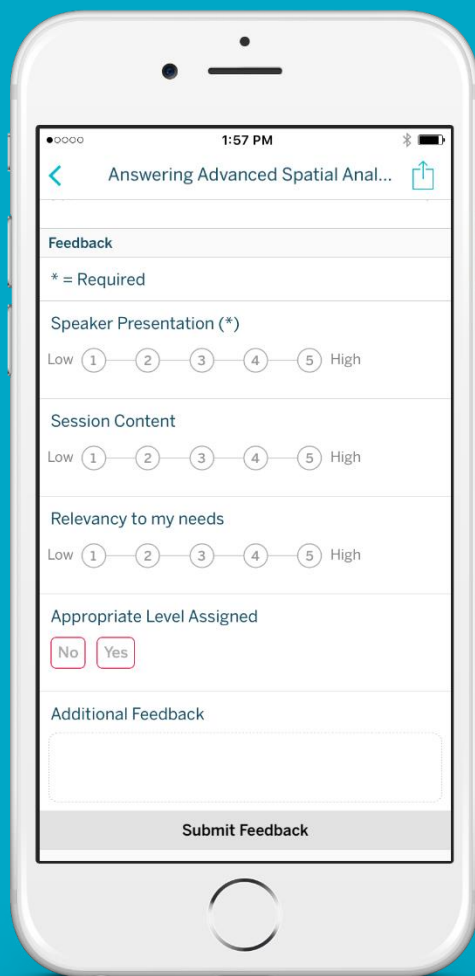 1:57 PM
Answering Advanced Spatial Anal...
Feedback
* = Required
Speaker Presentation (*)
Low 1 2 3 4 5 High
Session Content
Low 1 2 3 4 5 High
Relevancy to my needs
Low 1 2 3 4 5 High
Appropriate Level Assigned
No Yes
Additional Feedback
Submit Feedback